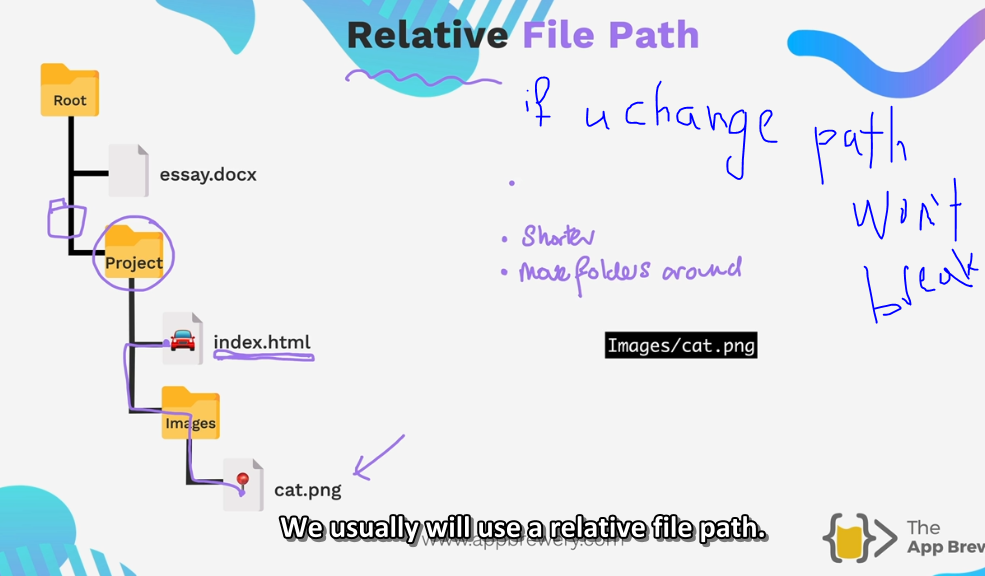 Relative File Path
Root
if u change path
won't
break
essay.docx
• Shorter
• move folders around
Project
index.html
Images/cat.png
Images
cat.png
We usually will use a relative file path.
www.appbrewery.com
The
App Brew